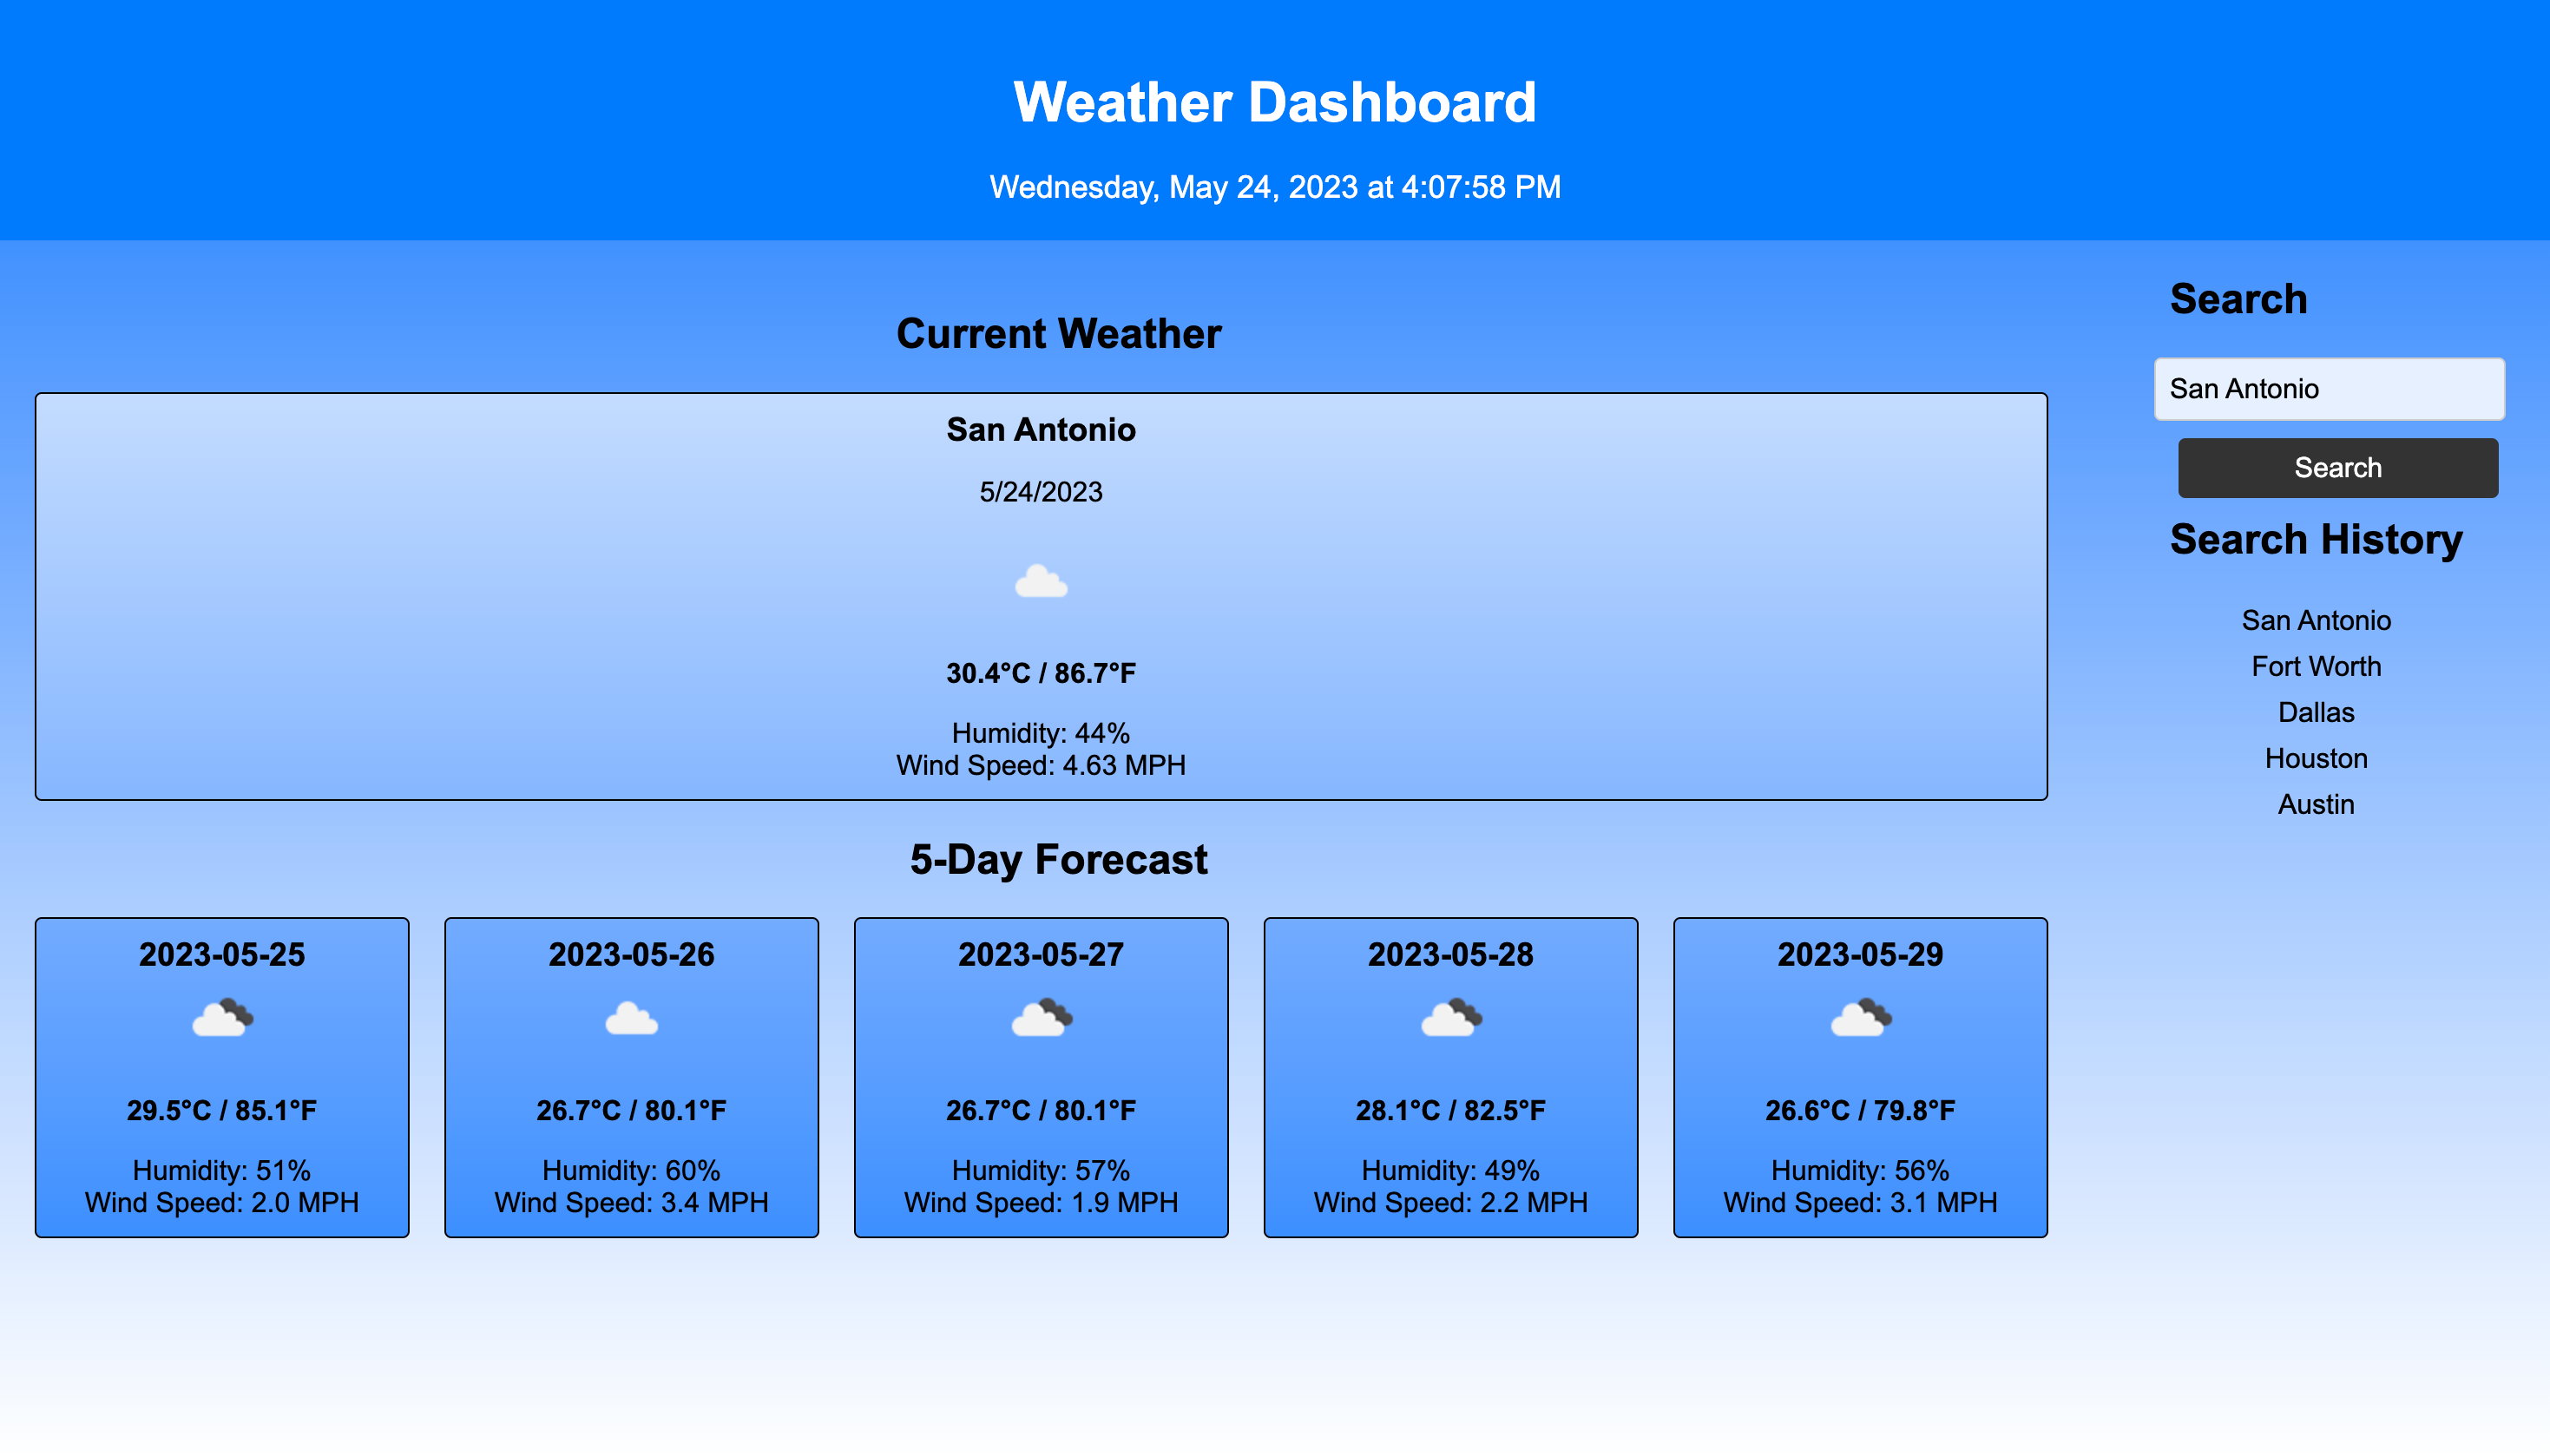 Weather Dashboard
Wednesday, May 24, 2023 at 4:07:58 PM
Current Weather
San Antonio
5/24/2023
30.4°C / 86.7°F
Humidity: 44%
Wind Speed: 4.63 MPH
5-Day Forecast
2023-05-25
29.5°C / 85.1°F
Humidity: 51%
Wind Speed: 2.0 MPH
2023-05-26
26.7°C / 80.1°F
Humidity: 60%
Wind Speed: 3.4 MPH
2023-05-27
26.7°C / 80.1°F
Humidity: 57%
Wind Speed: 1.9 MPH
2023-05-28
28.1°C / 82.5°F
Humidity: 49%
Wind Speed: 2.2 MPH
2023-05-29
26.6°C / 79.8°F
Humidity: 56%
Wind Speed: 3.1 MPH
Search
San Antonio
Search
Search History
San Antonio
Fort Worth
Dallas
Houston
Austin